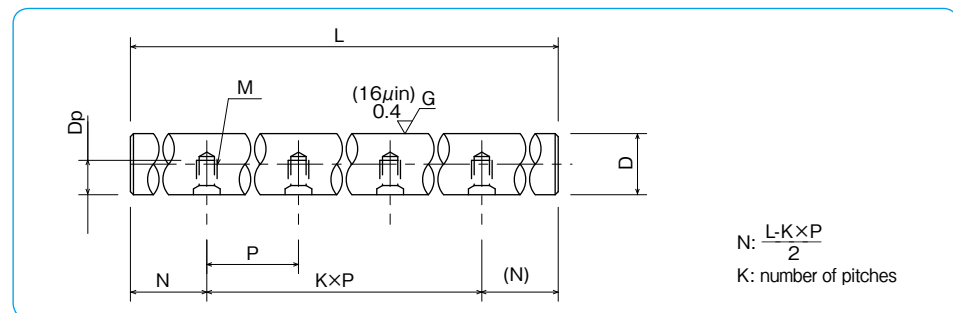 L
M
(16μin)
0.4 G
Dp
D
P
N
K×P
(N)
N: L-K×P
2
K: number of pitches